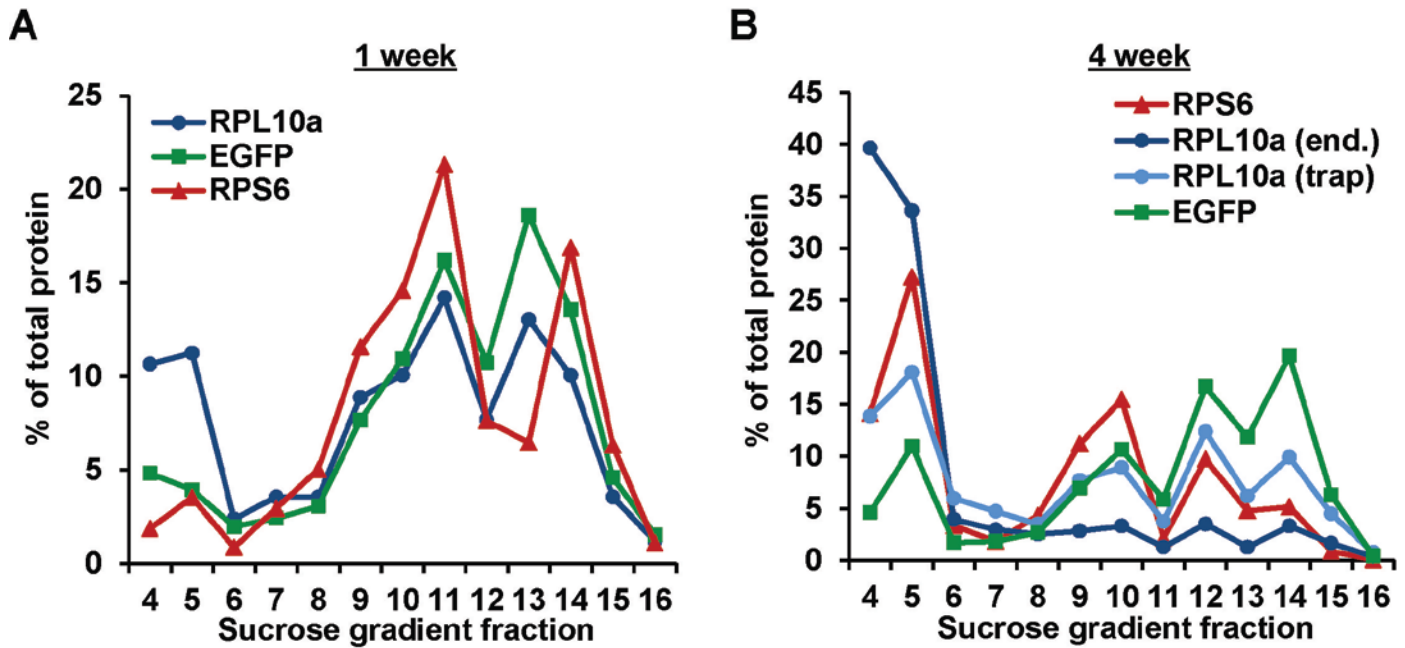 A
1 week
% of total protein
25
20
15
10
5
0
RPL10a
EGFP
RPS6
4 5 6 7 8 9 10 11 12 13 14 15 16
Sucrose gradient fraction
B
4 week
% of total protein
45
40
35
30
25
20
15
10
5
0
RPS6
RPL10a (end.)
RPL10a (trap)
EGFP
4 5 6 7 8 9 10 11 12 13 14 15 16
Sucrose gradient fraction